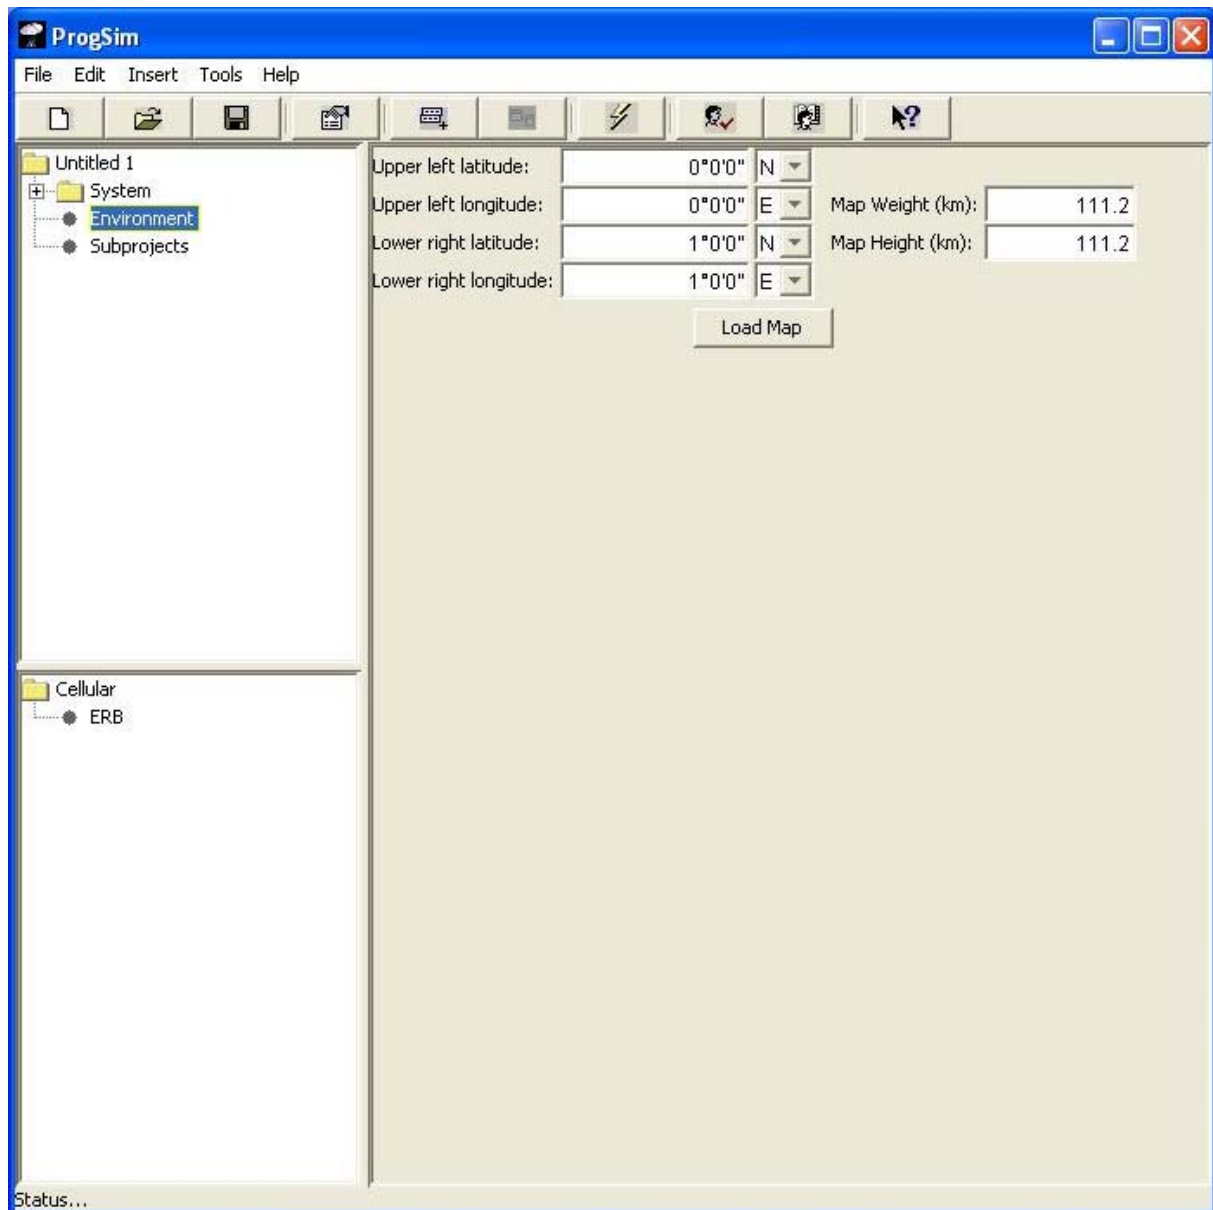 ProgSim
File Edit Insert Tools Help
Untitled 1
System
Environment
Subprojects
Upper left latitude: 0°0'0" N
Upper left longitude: 0°0'0" E Map Weight (km): 111.2
Lower right latitude: 1°0'0" N Map Height (km): 111.2
Lower right longitude: 1°0'0" E
Load Map
Cellular
ERB
Status...